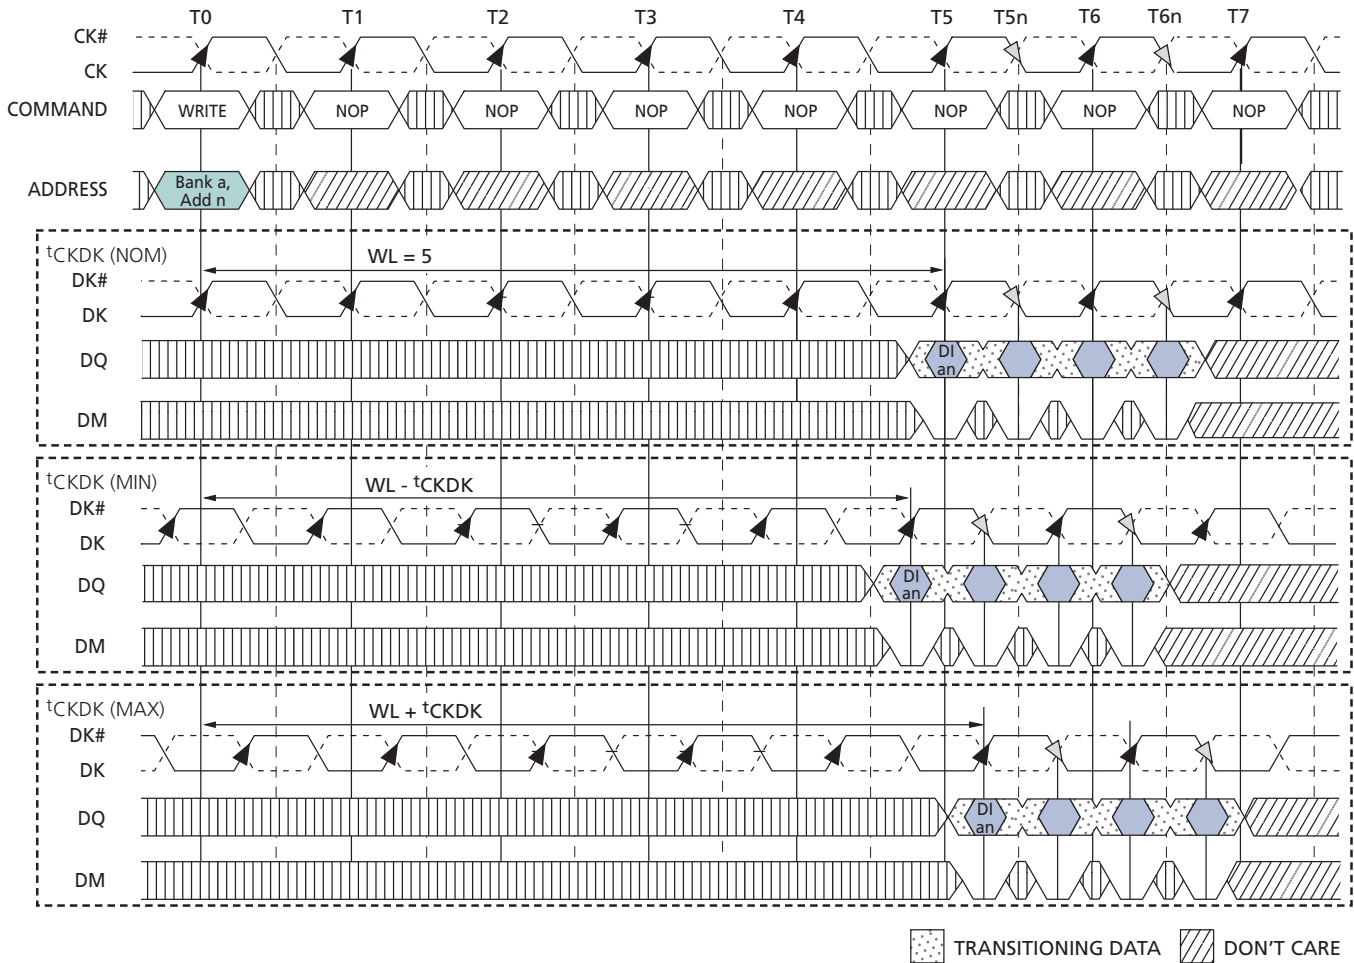 T0 T1 T2 T3 T4 T5 T5n T6 T6n T7
CK#
CK
COMMAND WRITE NOP NOP NOP NOP NOP NOP NOP
ADDRESS Bank a,
Add n
tCKDK (NOM) WL = 5
DK#
DK
DQ DI
an
DM
tCKDK (MIN) WL - tCKDK
DK#
DK
DQ DI
an
DM
tCKDK (MAX) WL + tCKDK
DK#
DK
DQ DI
an
DM
TRANSITIONING DATA DON'T CARE